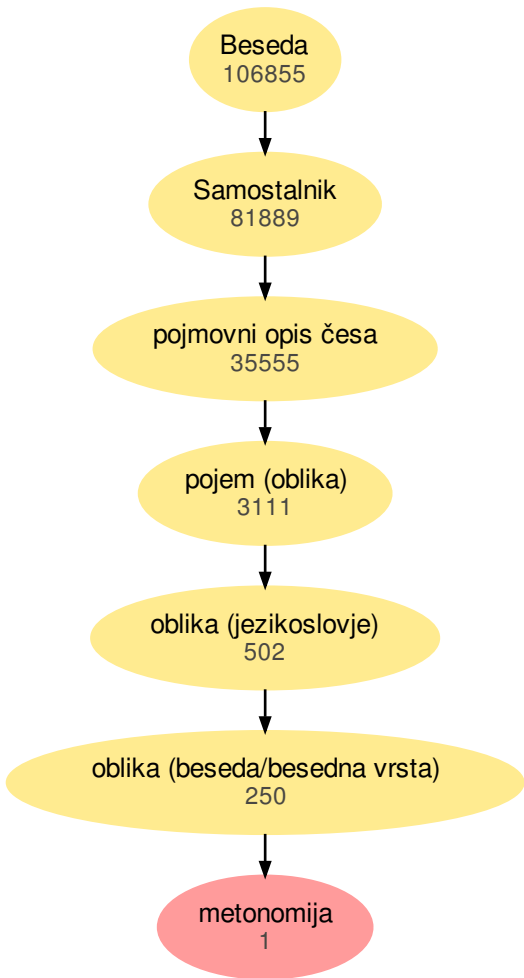 Beseda
106855
Samostalnik
81889
pojmovni opis česa
35555
pojem (oblika)
3111
oblika (jezikoslovje)
502
oblika (beseda/besedna vrsta)
250
metonomija
1